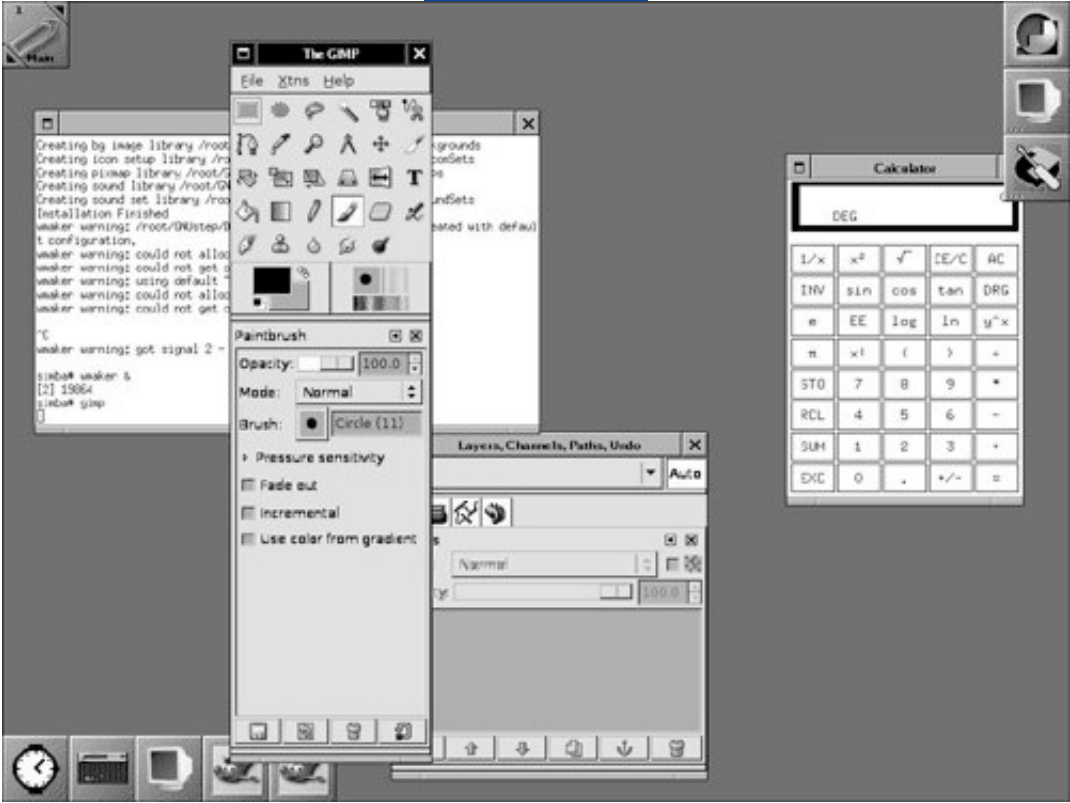 1
Main
The GIMP
File Xtns Help
Creating bg image library /root
grounds
Creating icon setup library /ro
conSets
Creating pixmap library /root/G
Creating sound library /root/GN
Creating sound set library /roo
undSets
Installation Finished
wmaker warning: /root/GNUstep/D
eated with defaul
t configuration.
wmaker warning: could not alloc
wmaker warning: could not get c
wmaker warning: using default "
wmaker warning: could not alloc
wmaker warning: could not get c
^C
wmaker warning: got signal 2 -
simba# wmaker &
[2] 19864
simba# gimp
T
Paintbrush
Opacity: 100.0
Mode: Normal
Brush: Circle (11)
Pressure sensitivity
Fade out
Incremental
Use color from gradient
Layers, Channels, Paths, Undo
Auto
s
Normal
ty: 100.0
Calculator
DEG
1/x x² √ CE/C AC
INV sin cos tan DRG
e EE log ln y^x
π x! ( ) ÷
STO 7 8 9 *
RCL 4 5 6 -
SUM 1 2 3 +
EXC 0 . +/- =